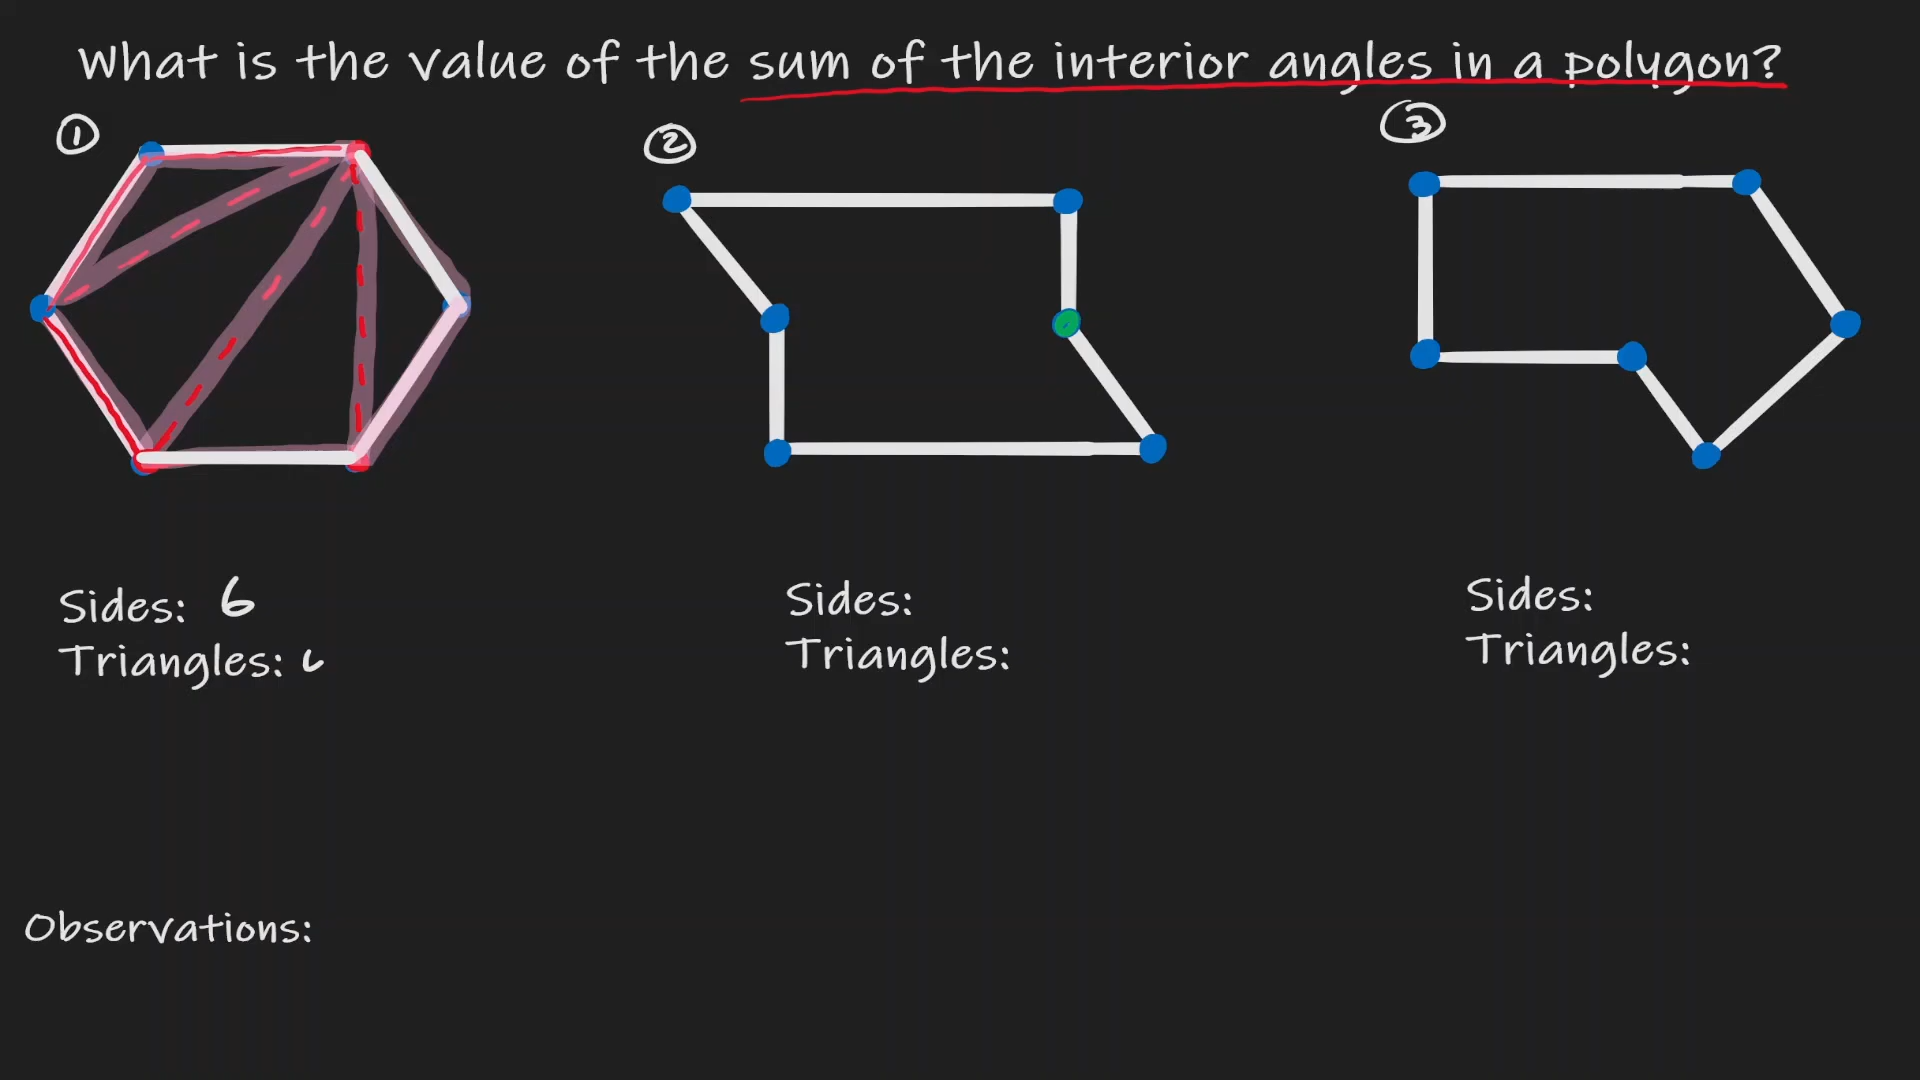 What is the value of the sum of the interior angles in a polygon?
① ② ③
Sides: 6
Triangles:
Sides:
Triangles:
Sides:
Triangles:
Observations: